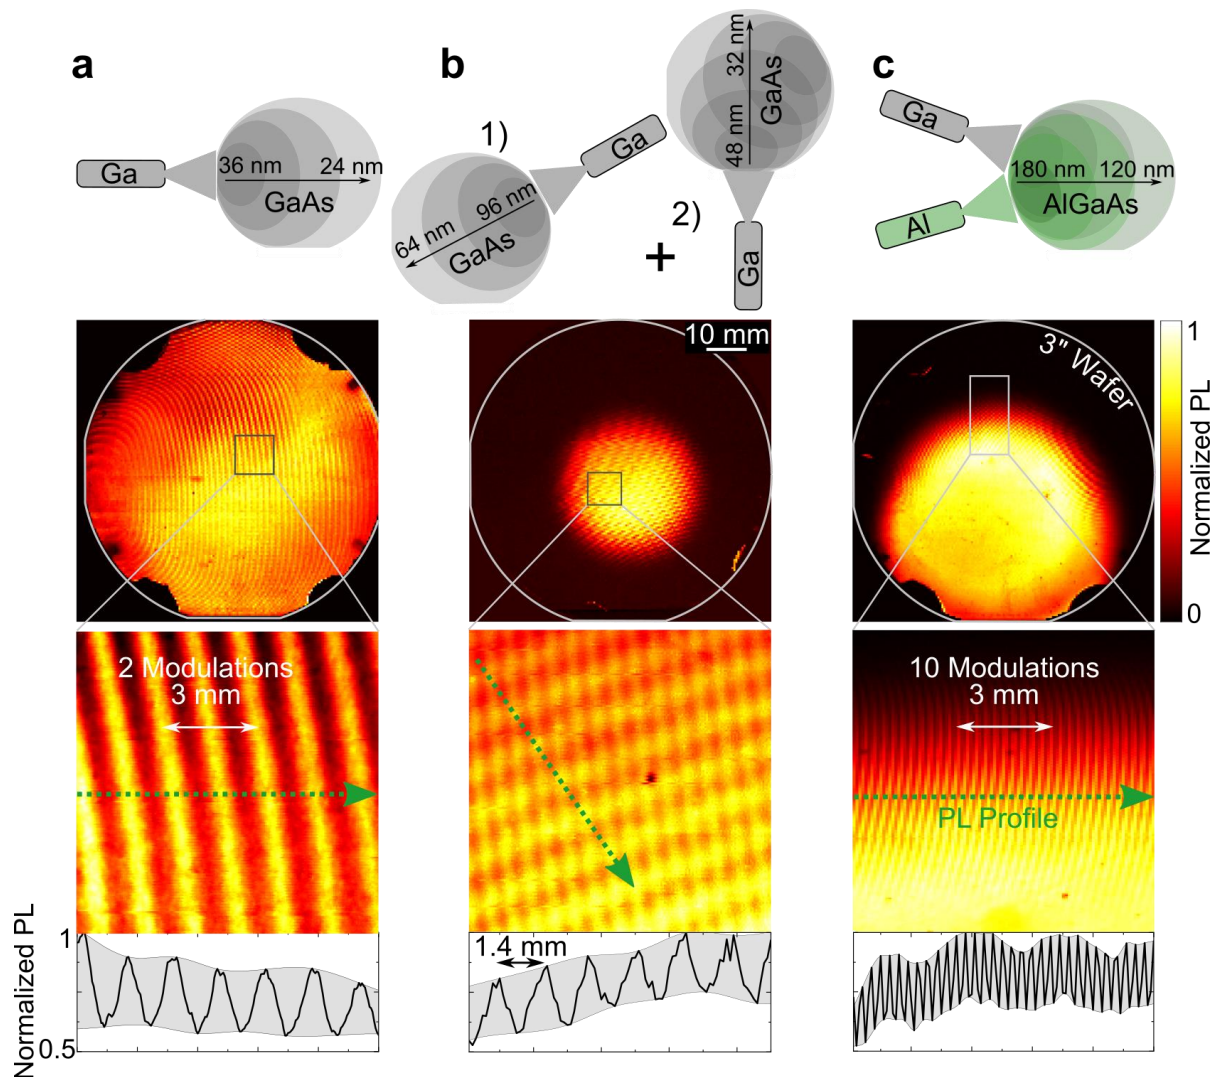 a
Ga
36 nm
24 nm
GaAs
b
1)
Ga
96 nm
64 nm
GaAs
+
2)
32 nm
48 nm
GaAs
Ga
c
Ga
Al
180 nm
120 nm
AlGaAs
10 mm
3" Wafer
1
0
Normalized PL
2 Modulations
3 mm
10 Modulations
3 mm
PL Profile
Normalized PL
1
0.5
1.4 mm